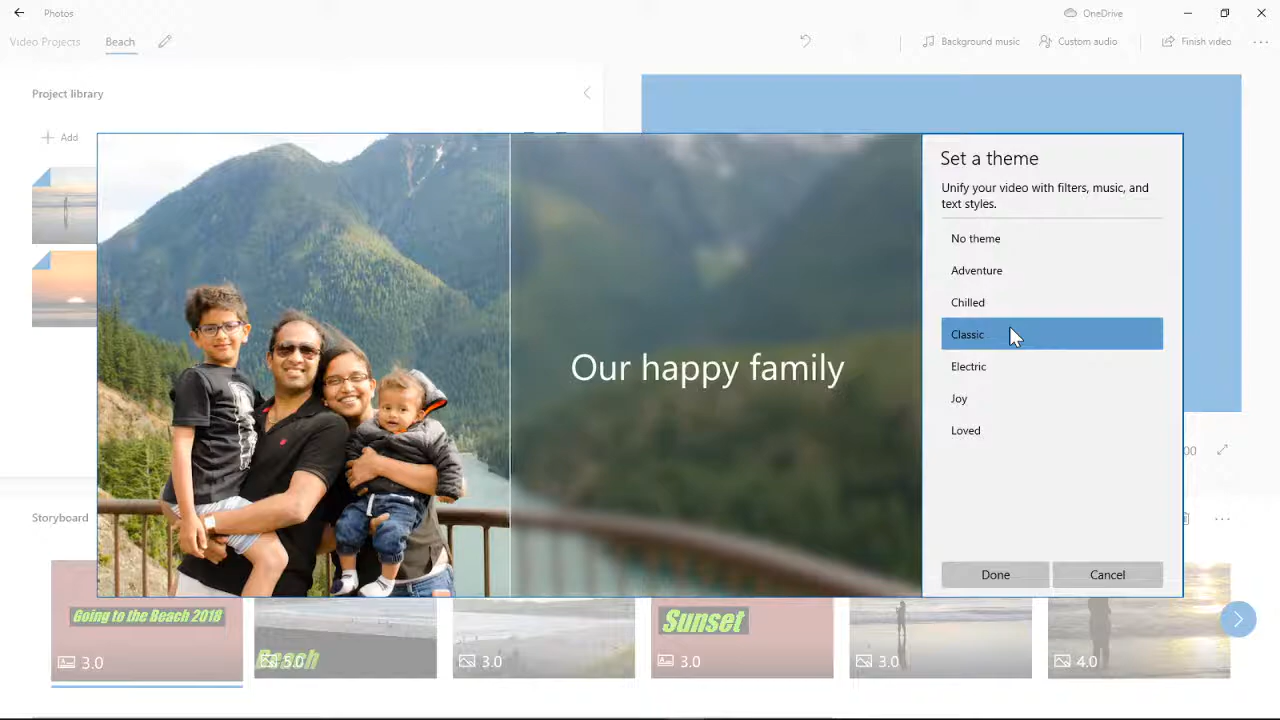 Photos
OneDrive
Video Projects
Beach
Background music
Custom audio
Finish video
Project library
Add
Set a theme
Unify your video with filters, music, and
text styles.
No theme
Adventure
Chilled
Classic
Electric
Joy
Loved
Done
Cancel
Our happy family
00
Storyboard
Going to the Beach 2018
3.0
Beach
5.0
3.0
Sunset
3.0
3.0
4.0